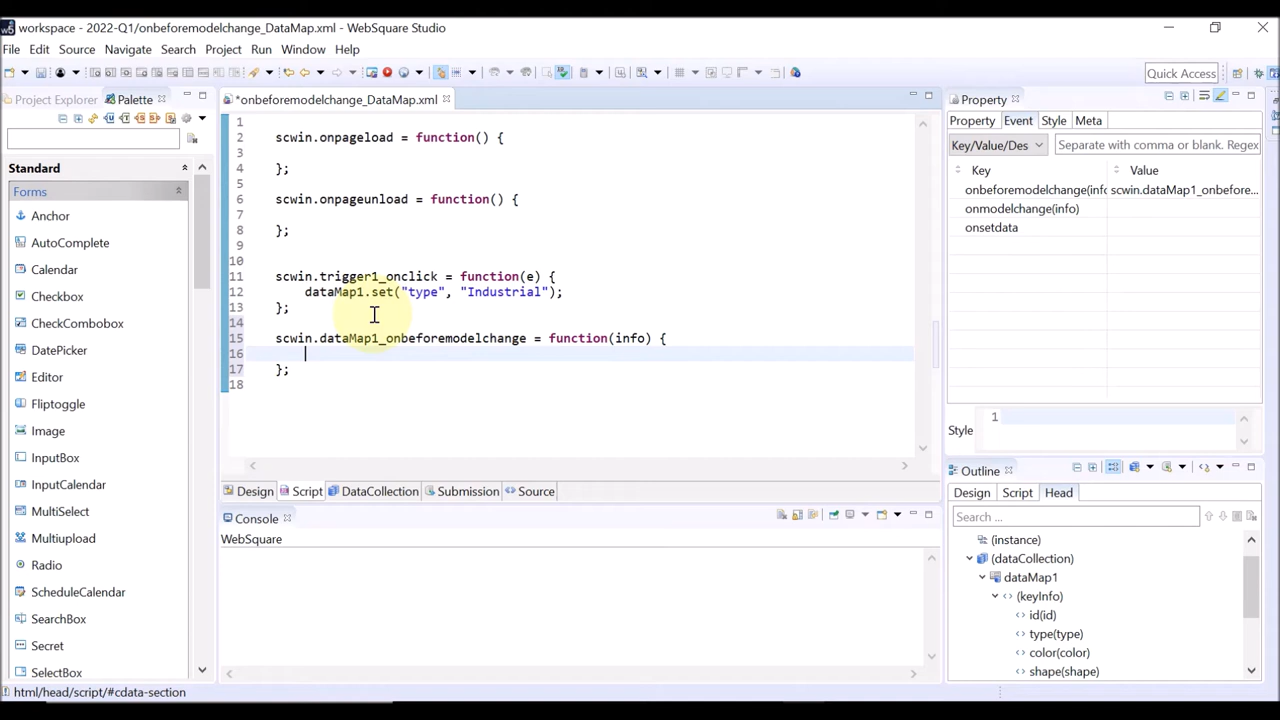 workspace - 2022-Q1/onbeforemodelchange_DataMap.xml - WebSquare Studio
File Edit Source Navigate Search Project Run Window Help
Quick Access
Project Explorer Palette
*onbeforemodelchange_DataMap.xml
Property
Property Event Style Meta
Key/Value/Des Separate with comma or blank. Regex
Key Value
onbeforemodelchange(info scwin.dataMap1_onbefore...
onmodelchange(info)
onsetdata
Style 1
Standard
Forms
Anchor
AutoComplete
Calendar
Checkbox
CheckCombobox
DatePicker
Editor
Fliptoggle
Image
InputBox
InputCalendar
MultiSelect
Multiupload
Radio
ScheduleCalendar
SearchBox
Secret
SelectBox
1
2 scwin.onpageload = function() {
3
4 };
5
6 scwin.onpageunload = function() {
7
8 };
9
10
11 scwin.trigger1_onclick = function(e) {
12 dataMap1.set("type", "Industrial");
13 };
14
15 scwin.dataMap1_onbeforemodelchange = function(info) {
16
17 };
18
Design Script DataCollection Submission Source
Console
WebSquare
Outline
Design Script Head
Search...
(instance)
(dataCollection)
dataMap1
(keyInfo)
id(id)
type(type)
color(color)
shape(shape)
html/head/script/#cdata-section